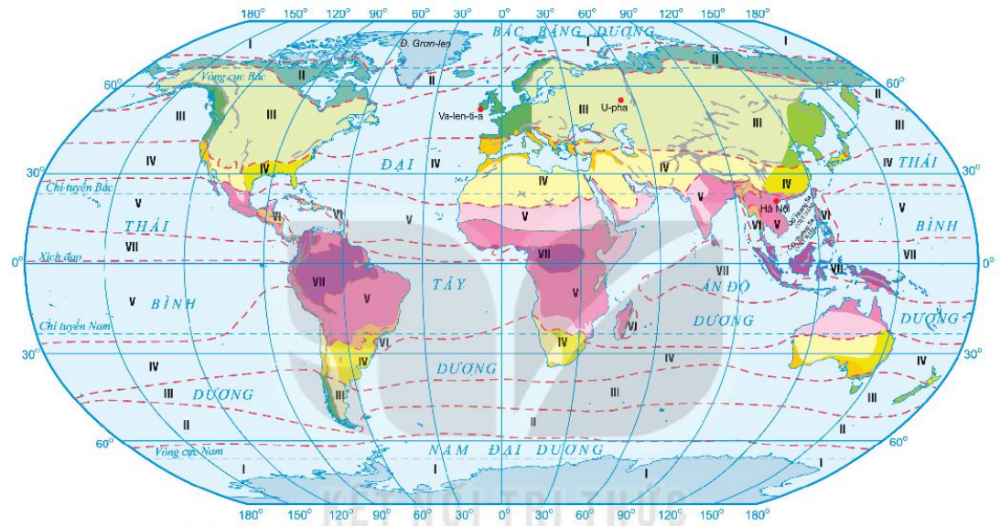 180° 150° 120° 90° 60° 30° 0° 30° 60° 90° 120° 150° 180°
I
BẮC BĂNG DƯƠNG
I
Đ. Grơn-len
II
II
Vòng cực Bắc
II
60°
60°
II
III
III
Va-len-ti-a
III
U-pha
III
III
IV
IV
ĐẠI
IV
IV
IV
IV
IV
THÁI
30°
30°
Chí tuyến Bắc
V
V
V
V
Hà Nội
V
THÁI
VI
VI
VI
V
VI
BÌNH
VII
VII
VII
VII
Xích đạo
0°
0°
VII
TÂY
VII
ẤN ĐỘ
V
BÌNH
V
V
DƯƠNG
DƯƠNG
Chí tuyến Nam
VI
VI
30°
IV
IV
IV
IV
IV
30°
DƯƠNG
III
DƯƠNG
III
III
III
II
II
II
60°
60°
Vòng cực Nam
NAM ĐẠI DƯƠNG
I
I
I
I
KẾT NỐI TRI THỨC
180° 150° 120° 90° 60° 30° 0° 30° 60° 90° 120° 150° 180°